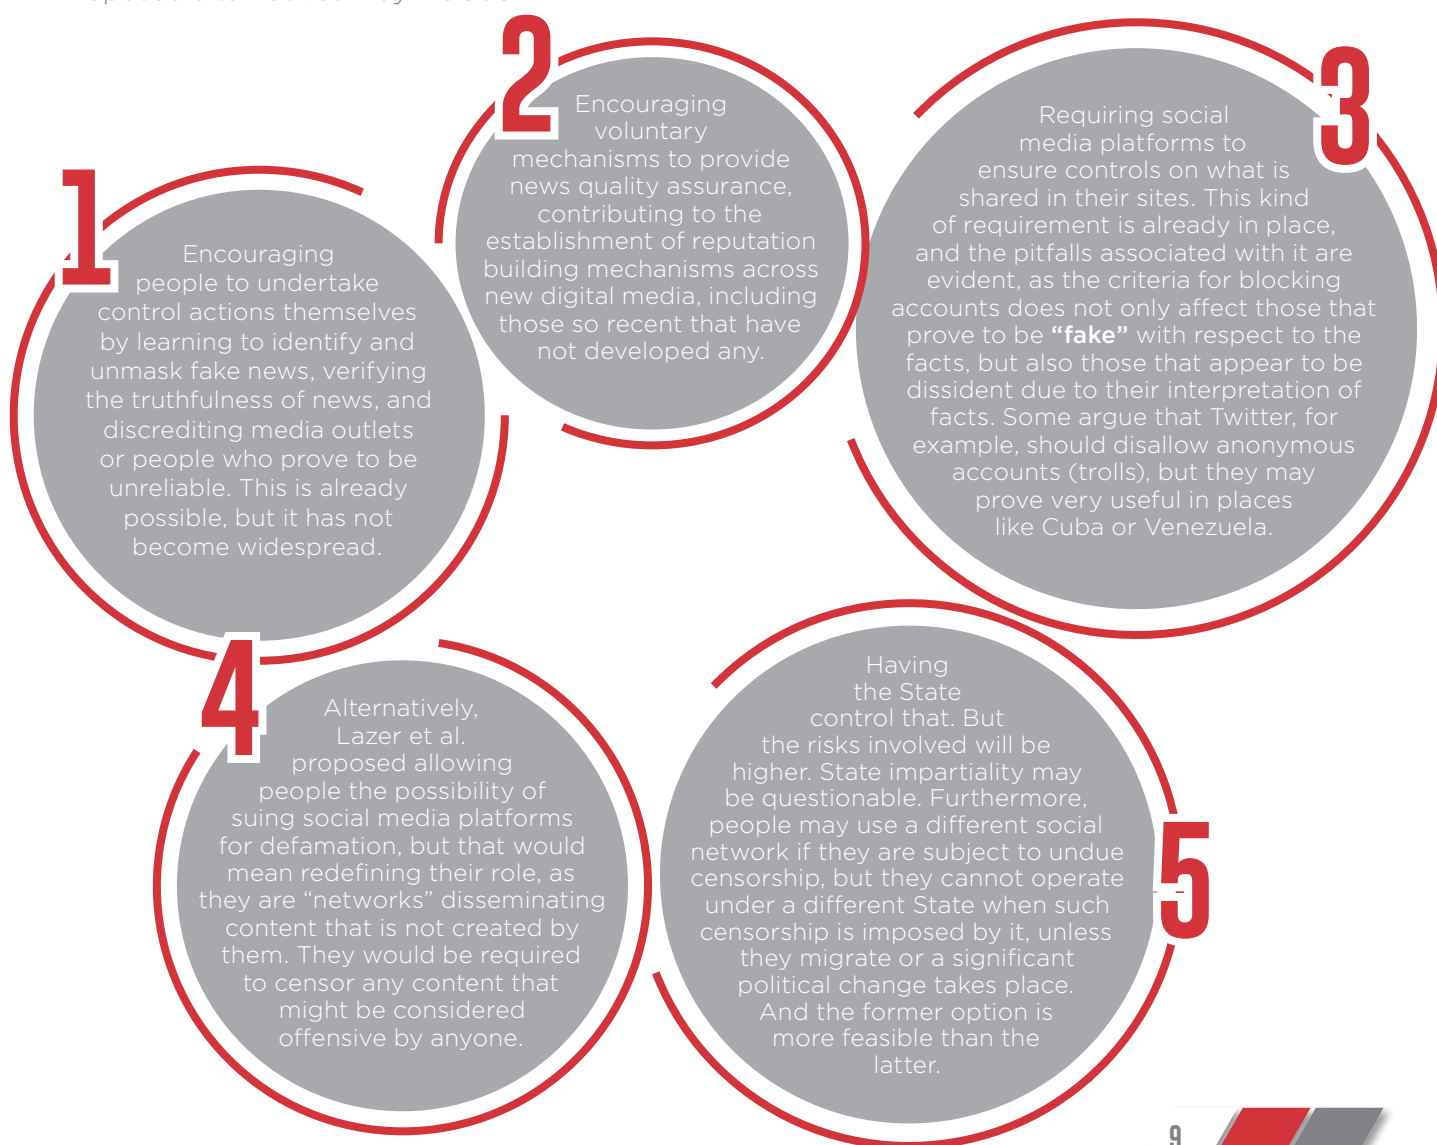 1
Encouraging
people to undertake
control actions themselves
by learning to identify and
unmask fake news, verifying
the truthfulness of news, and
discrediting media outlets
or people who prove to be
unreliable. This is already
possible, but it has not
become widespread.
2
Encouraging
voluntary
mechanisms to provide
news quality assurance,
contributing to the
establishment of reputation
building mechanisms across
new digital media, including
those so recent that have
not developed any.
3
Requiring social
media platforms to
ensure controls on what is
shared in their sites. This kind
of requirement is already in place,
and the pitfalls associated with it are
evident, as the criteria for blocking
accounts does not only affect those that
prove to be “fake” with respect to the
facts, but also those that appear to be
dissident due to their interpretation of
facts. Some argue that Twitter, for
example, should disallow anonymous
accounts (trolls), but they may
prove very useful in places
like Cuba or Venezuela.
4
Alternatively,
Lazer et al.
proposed allowing
people the possibility of
suing social media platforms
for defamation, but that would
mean redefining their role, as
they are “networks” disseminating
content that is not created by
them. They would be required
to censor any content that
might be considered
offensive by anyone.
5
Having
the State
control that. But
the risks involved will be
higher. State impartiality may
be questionable. Furthermore,
people may use a different social
network if they are subject to undue
censorship, but they cannot operate
under a different State when such
censorship is imposed by it, unless
they migrate or a significant
political change takes place.
And the former option is
more feasible than the
latter.
9